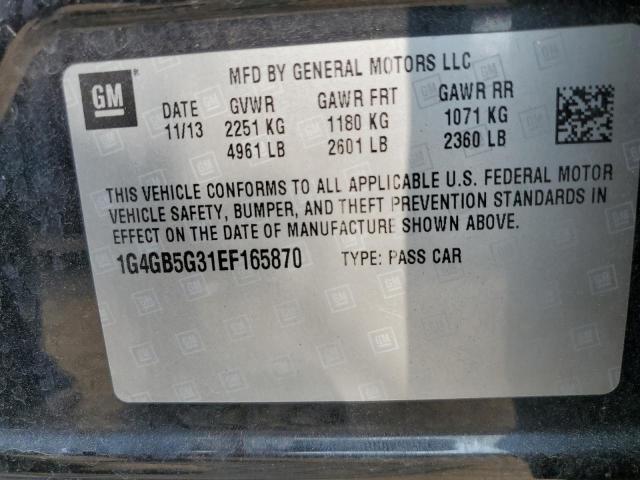 GM
MFD BY GENERAL MOTORS LLC
DATE GVWR GAWR FRT GAWR RR
11/13 2251 KG 1180 KG 1071 KG
4961 LB 2601 LB 2360 LB
THIS VEHICLE CONFORMS TO ALL APPLICABLE U.S. FEDERAL MOTOR
VEHICLE SAFETY, BUMPER, AND THEFT PREVENTION STANDARDS IN
EFFECT ON THE DATE OF MANUFACTURE SHOWN ABOVE.
1G4GB5G31EF165870 TYPE: PASS CAR